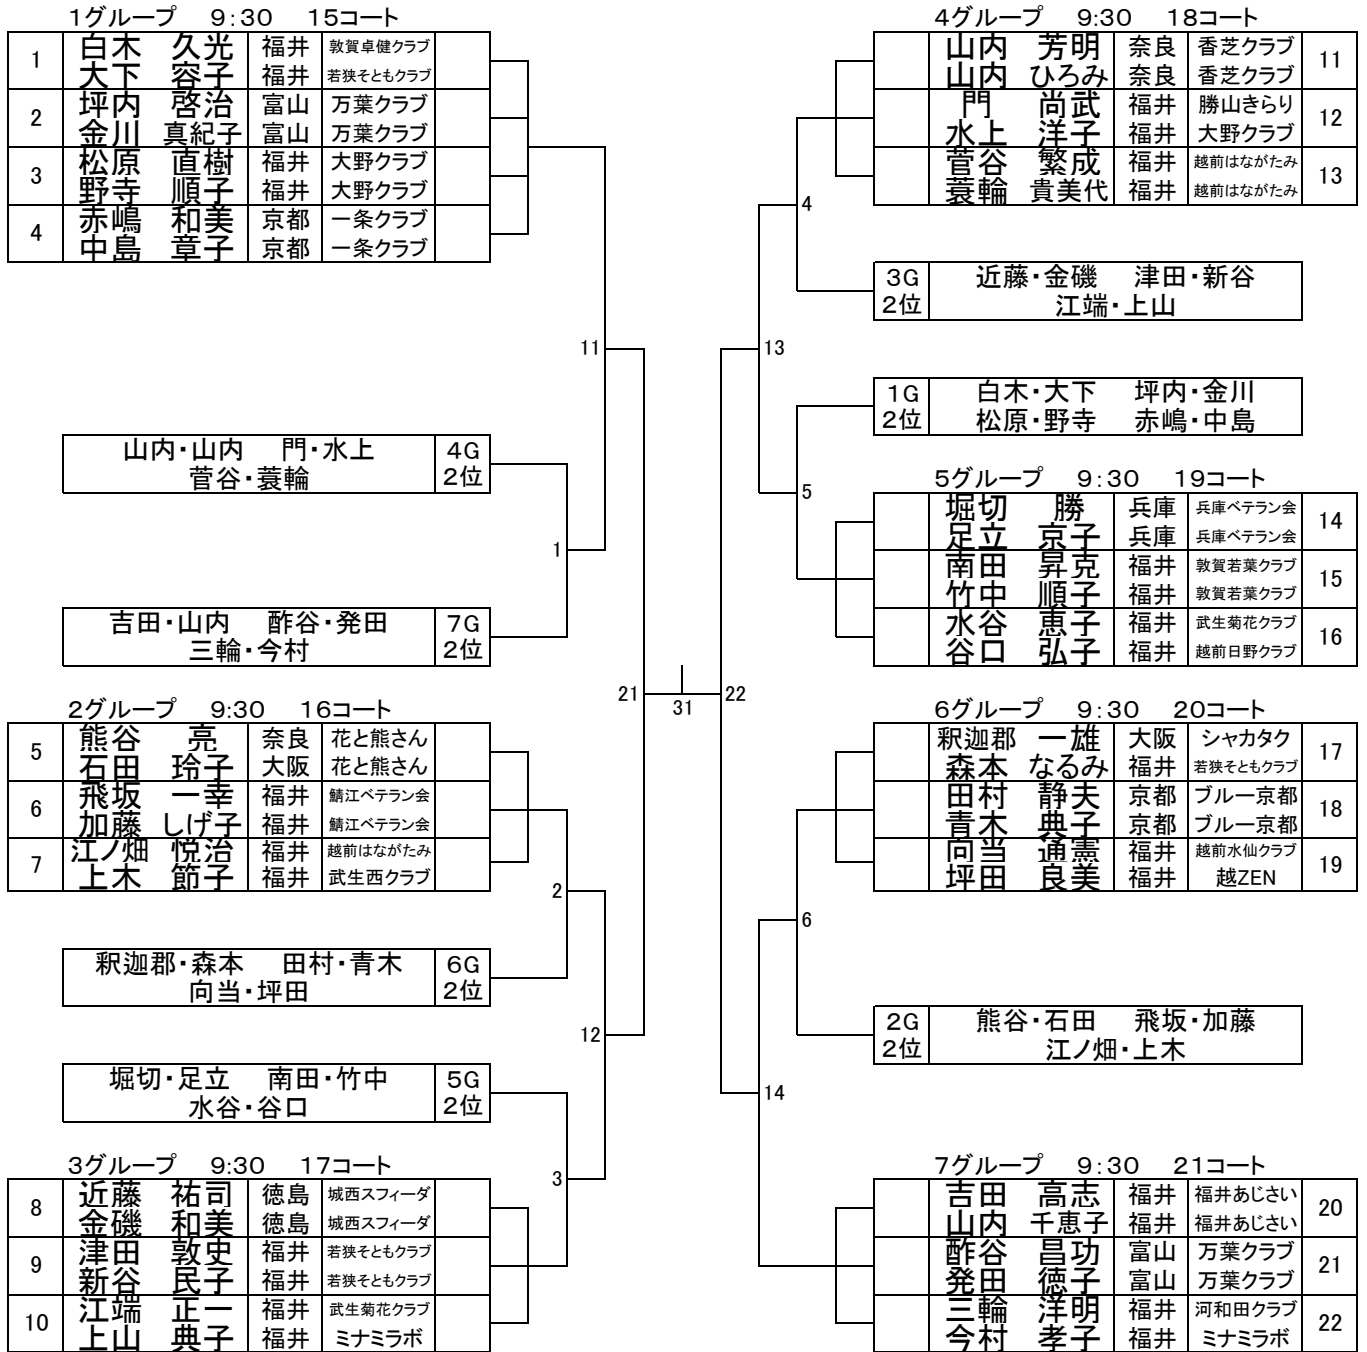 1グループ 9:30 15コート
1 白木 久光 福井 敦賀卓健クラブ
大下 容子 福井 若狭そともクラブ
2 坪内 啓治 富山 万葉クラブ
金川 真紀子 富山 万葉クラブ
3 松原 直樹 福井 大野クラブ
野寺 順子 福井 大野クラブ
4 赤嶋 和美 京都 一条クラブ
中島 章子 京都 一条クラブ
11
山内・山内 門・水上 4G
菅谷・蓑輪 2位
1
吉田・山内 酢谷・発田 7G
三輪・今村 2位
21
2グループ 9:30 16コート
5 熊谷 亮 奈良 花と熊さん
石田 玲子 大阪 花と熊さん
6 飛坂 一幸 福井 鯖江ベテラン会
加藤 しげ子 福井 鯖江ベテラン会
7 江ノ畑 悦治 福井 越前はながたみ
上木 節子 福井 武生西クラブ
2
釈迦郡・森本 田村・青木 6G
向当・坪田 2位
12
堀切・足立 南田・竹中 5G
水谷・谷口 2位
3グループ 9:30 17コート
3
8 近藤 祐司 徳島 城西スフィーダ
金磯 和美 徳島 城西スフィーダ
9 津田 敦史 福井 若狭そともクラブ
新谷 民子 福井 若狭そともクラブ
10 江端 正一 福井 武生菊花クラブ
上山 典子 福井 ミナミラボ
31
4グループ 9:30 18コート
山内 芳明 奈良 香芝クラブ 11
山内 ひろみ 奈良 香芝クラブ
門 尚武 福井 勝山きらり 12
水上 洋子 福井 大野クラブ
菅谷 繁成 福井 越前はながたみ 13
蓑輪 貴美代 福井 越前はながたみ
4
3G 近藤・金磯 津田・新谷
2位 江端・上山
13
1G 白木・大下 坪内・金川
2位 松原・野寺 赤嶋・中島
5グループ 9:30 19コート
5
堀切 勝 兵庫 兵庫ベテラン会 14
足立 京子 兵庫 兵庫ベテラン会
南田 昇克 福井 敦賀若葉クラブ 15
竹中 順子 福井 敦賀若葉クラブ
水谷 恵子 福井 武生菊花クラブ 16
谷口 弘子 福井 越前日野クラブ
22
6グループ 9:30 20コート
釈迦郡 一雄 大阪 シャカタク 17
森本 なるみ 福井 若狭そともクラブ
田村 静夫 京都 ブルー京都 18
青木 典子 京都 ブルー京都
向当 通憲 福井 越前水仙クラブ 19
坪田 良美 福井 越ZEN
6
2G 熊谷・石田 飛坂・加藤
2位 江ノ畑・上木
14
7グループ 9:30 21コート
吉田 高志 福井 福井あじさい 20
山内 千恵子 福井 福井あじさい
酢谷 昌功 富山 万葉クラブ 21
発田 徳子 富山 万葉クラブ
三輪 洋明 福井 河和田クラブ 22
今村 孝子 福井 ミナミラボ